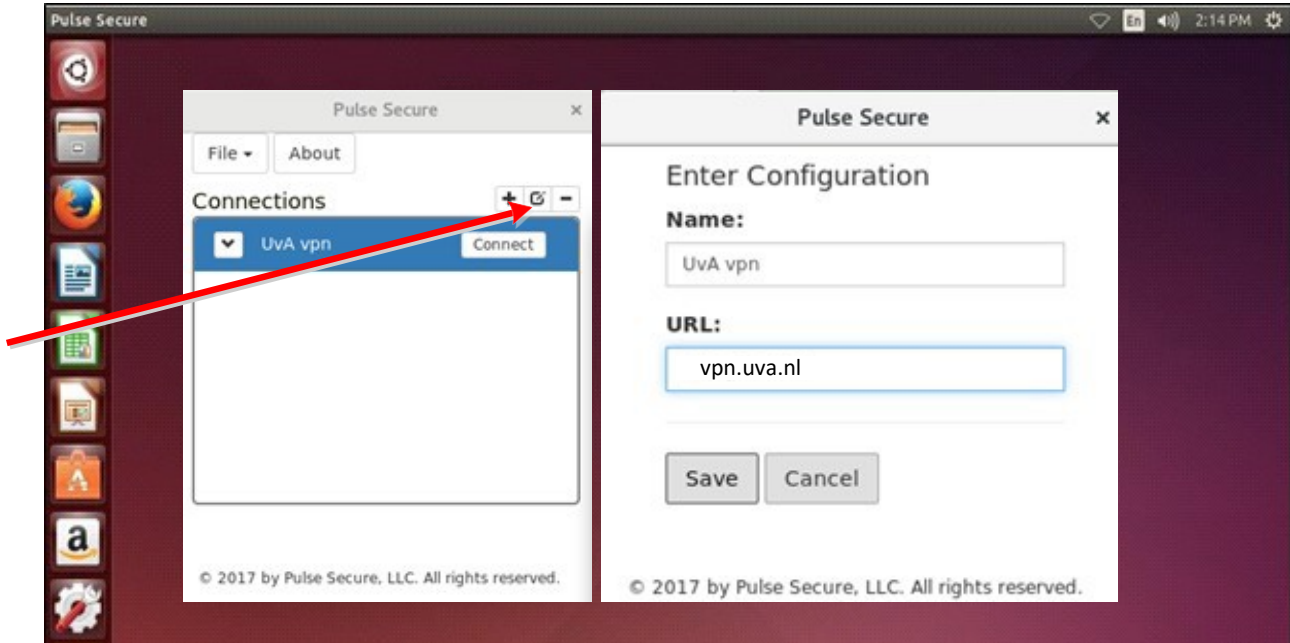 Pulse Secure
En 2:14 PM
Pulse Secure ×
File About
Connections
UvA vpn Connect
© 2017 by Pulse Secure, LLC. All rights reserved.
Pulse Secure ×
Enter Configuration
Name:
UvA vpn
URL:
vpn.uva.nl
Save Cancel
© 2017 by Pulse Secure, LLC. All rights reserved.
a